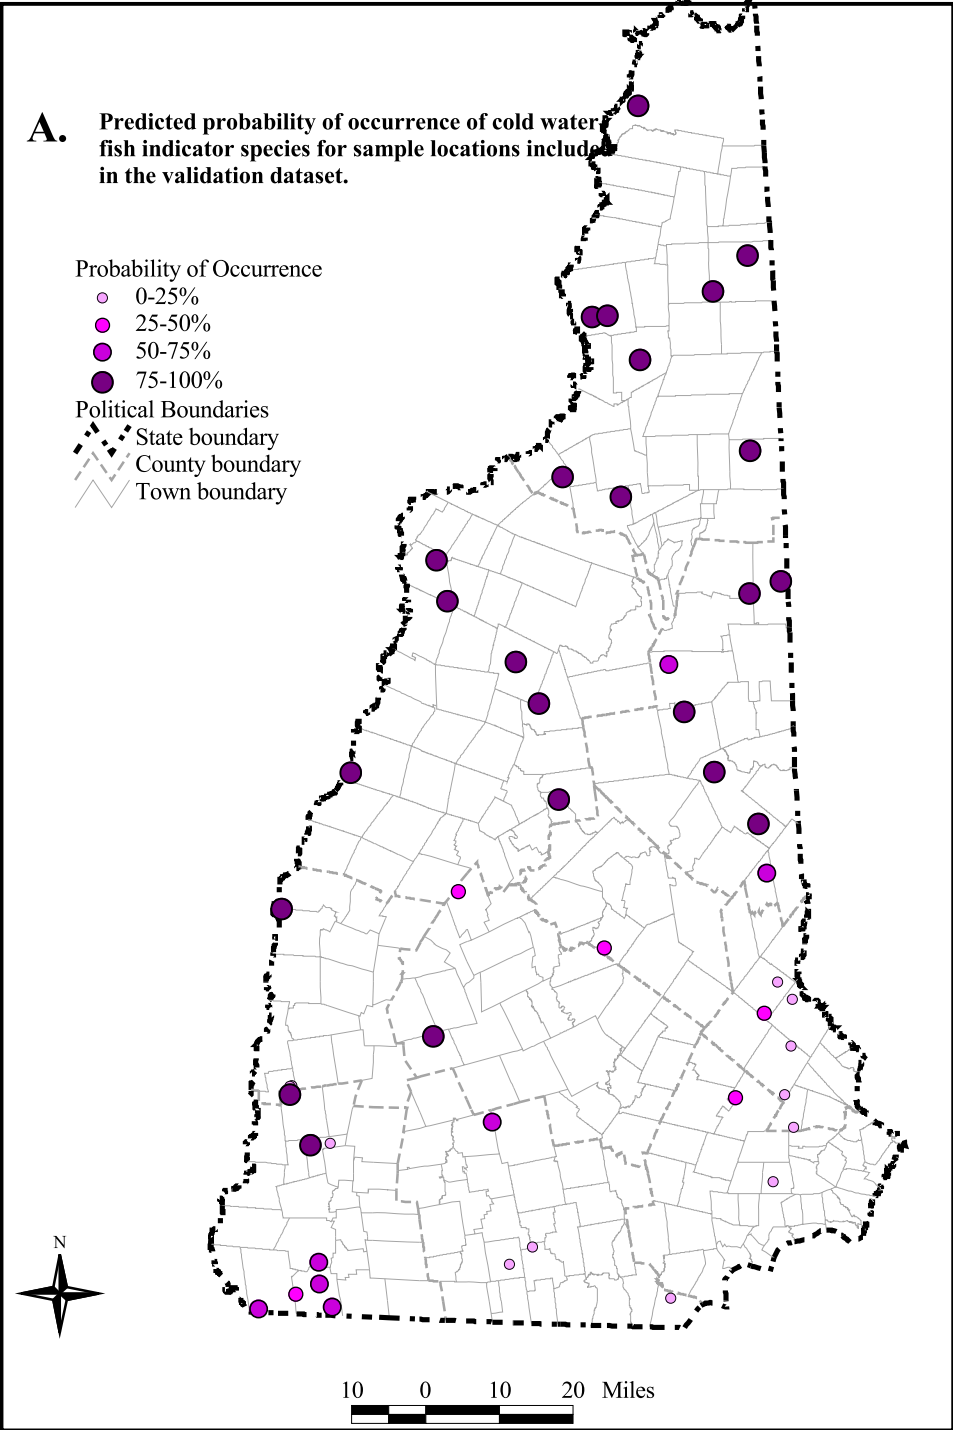 A.
Predicted probability of occurrence of cold water
fish indicator species for sample locations include
in the validation dataset.
Probability of Occurrence
0-25%
25-50%
50-75%
75-100%
Political Boundaries
State boundary
County boundary
Town boundary
N
10 0 10 20 Miles